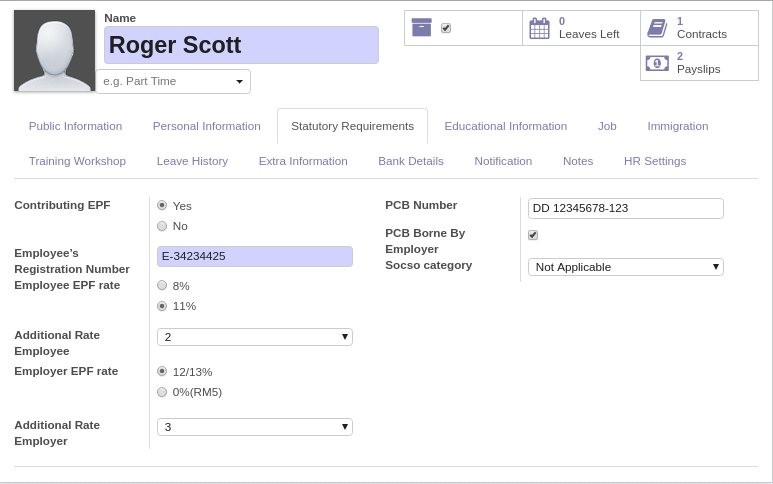 Name
Roger Scott
e.g. Part Time
0
Leaves Left
1
Contracts
2
Payslips
Public Information
Personal Information
Statutory Requirements
Educational Information
Job
Immigration
Training Workshop
Leave History
Extra Information
Bank Details
Notification
Notes
HR Settings
Contributing EPF
Yes
No
Employee's
Registration Number
E-34234425
Employee EPF rate
8%
11%
Additional Rate
Employee
2
Employer EPF rate
12/13%
0%(RM5)
Additional Rate
Employer
3
PCB Number
DD 12345678-123
PCB Borne By
Employer
Socso category
Not Applicable